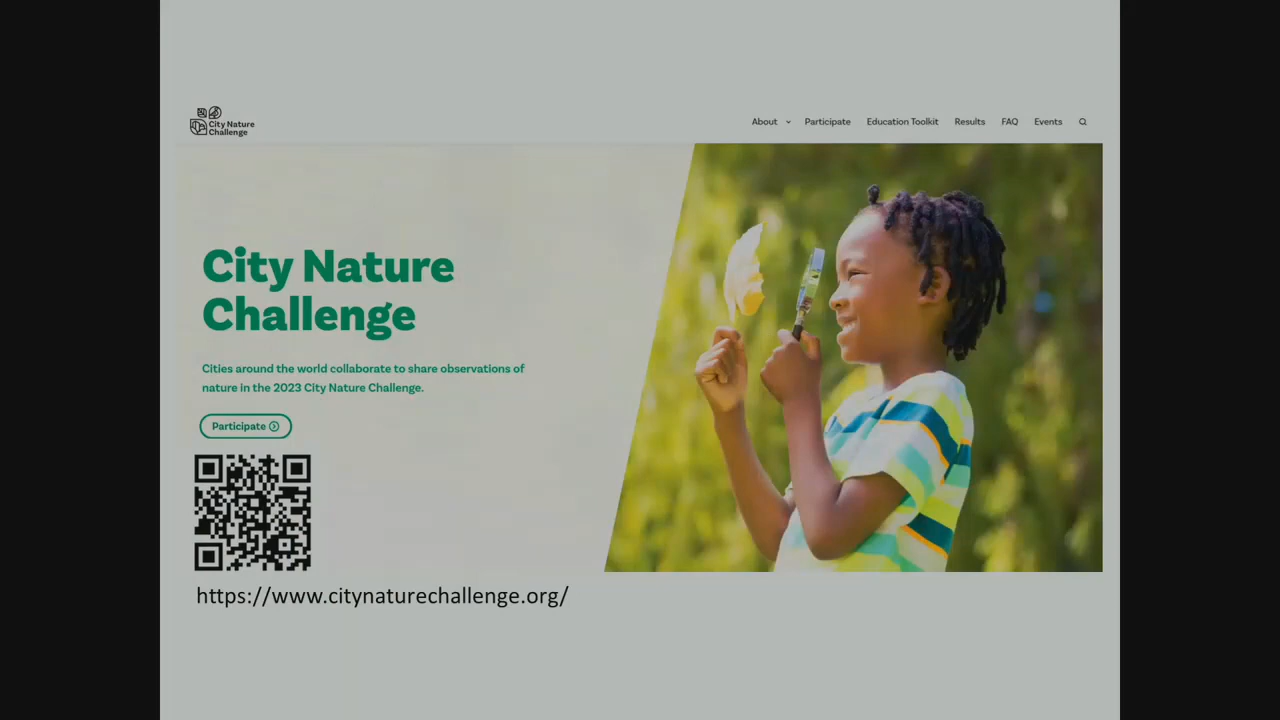 City Nature
Challenge
About Participate Education Toolkit Results FAQ Events
City Nature
Challenge
Cities around the world collaborate to share observations of
nature in the 2023 City Nature Challenge.
Participate
https://www.citynaturechallenge.org/